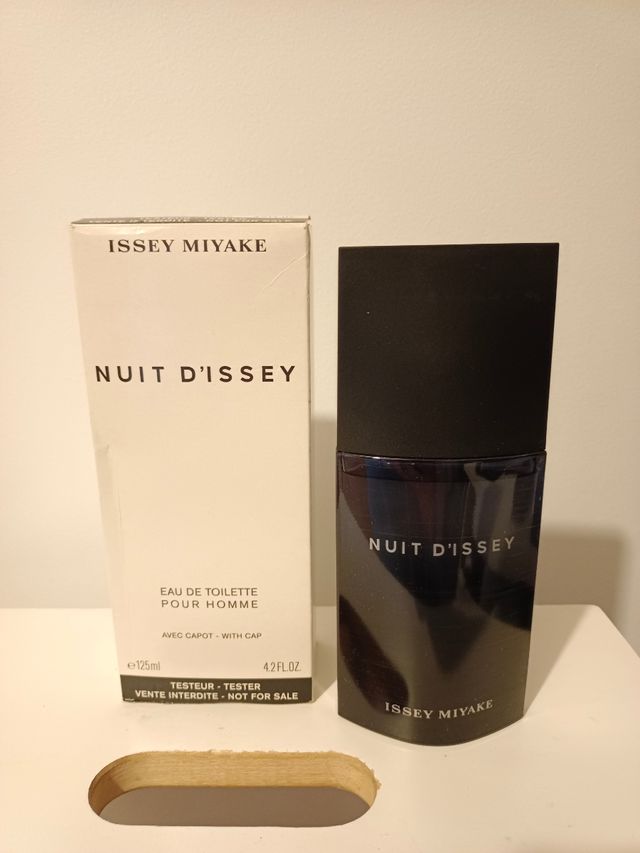 ISSEY MIYAKE
NUIT D'ISSEY
EAU DE TOILETTE
POUR HOMME
AVEC CAPOT - WITH CAP
℮125ml 4.2 FL.OZ.
TESTEUR - TESTER
VENTE INTERDITE - NOT FOR SALE
NUIT D'ISSEY
ISSEY MIYAKE